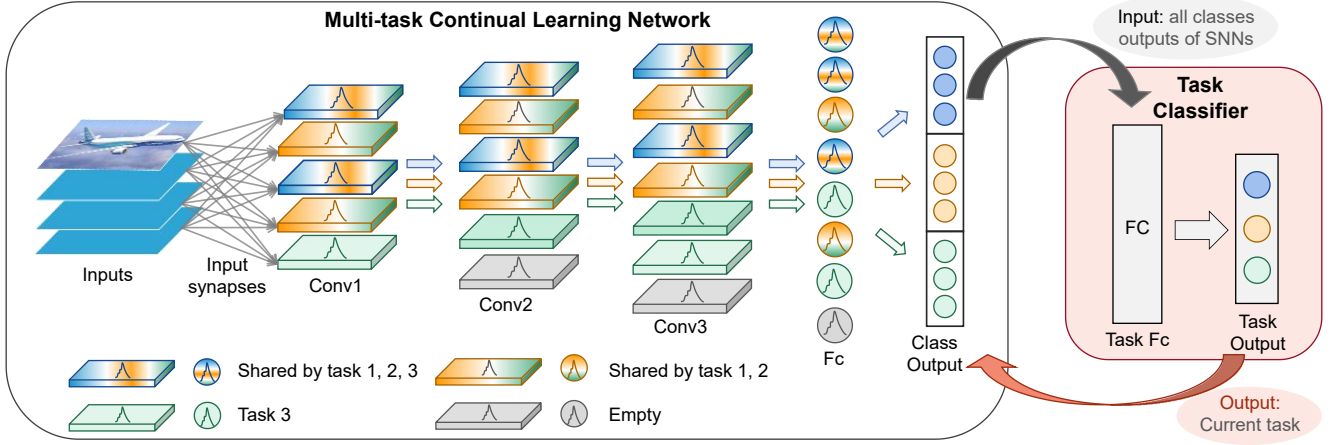 Multi-task Continual Learning Network
Input: all classes
outputs of SNNs
Task
Classifier
FC
Inputs
Input
synapses
Conv1
Conv2
Conv3
Fc
Class
Output
Task Fc
Task
Output
Shared by task 1, 2, 3
Shared by task 1, 2
Task 3
Empty
Output:
Current task